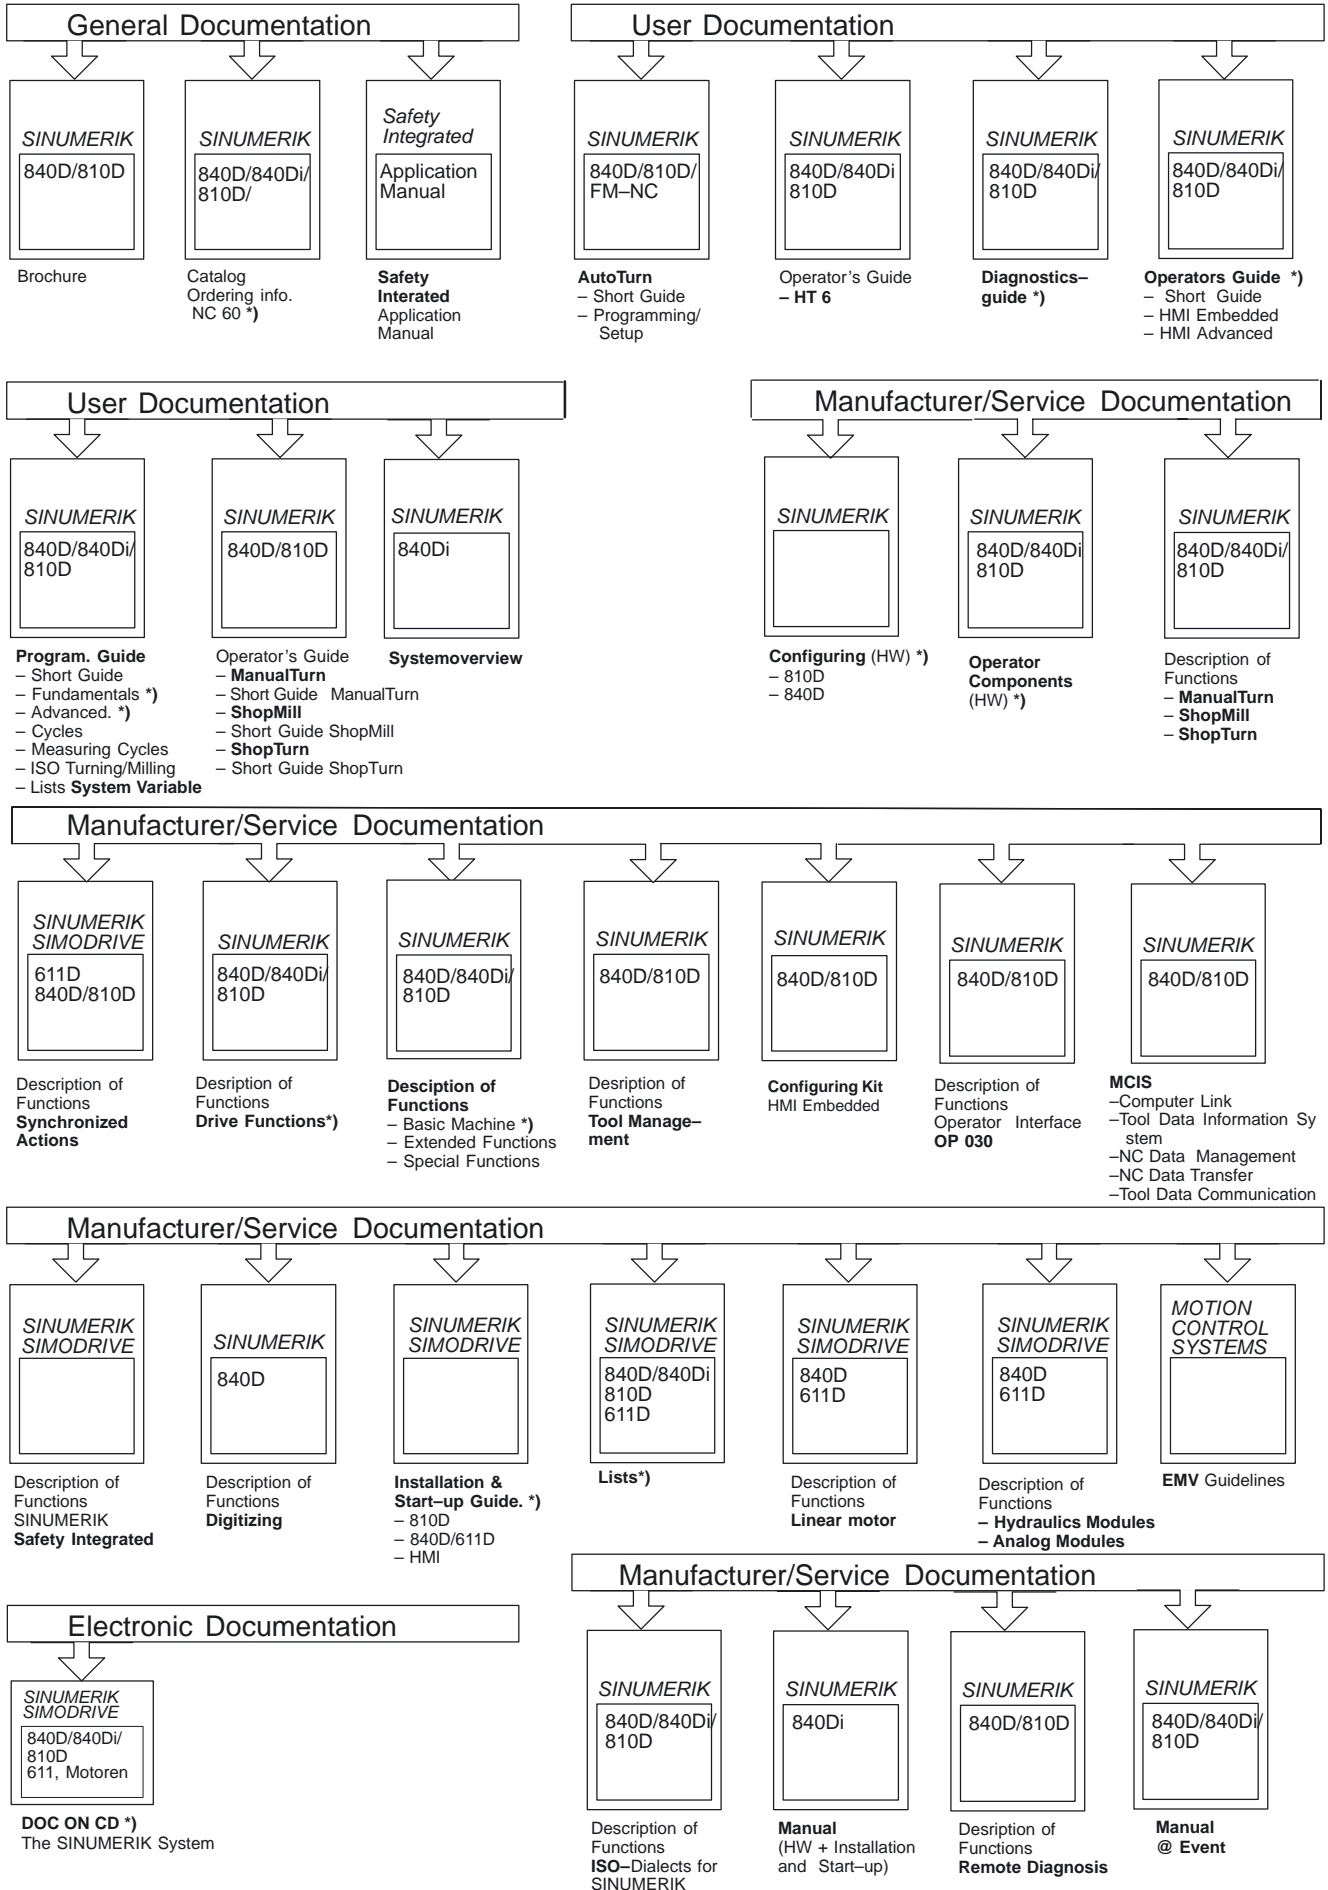 General Documentation
SINUMERIK
840D/810D
Brochure
SINUMERIK
840D/840Di/
810D/
Catalog
Ordering info.
NC 60 *)
Safety
Integrated
Application
Manual
Safety
Interated
Application
Manual
User Documentation
SINUMERIK
840D/810D/
FM–NC
AutoTurn
– Short Guide
– Programming/
Setup
SINUMERIK
840D/840Di
810D
Operator's Guide
– HT 6
SINUMERIK
840D/840Di/
810D
Diagnostics–
guide *)
SINUMERIK
840D/840Di/
810D
Operators Guide *)
– Short Guide
– HMI Embedded
– HMI Advanced
User Documentation
SINUMERIK
840D/840Di/
810D
Program. Guide
– Short Guide
– Fundamentals *)
– Advanced. *)
– Cycles
– Measuring Cycles
– ISO Turning/Milling
– Lists System Variable
SINUMERIK
840D/810D
Operator's Guide
– ManualTurn
– Short Guide ManualTurn
– ShopMill
– Short Guide ShopMill
– ShopTurn
– Short Guide ShopTurn
SINUMERIK
840Di
Systemoverview
Manufacturer/Service Documentation
SINUMERIK
Configuring (HW) *)
– 810D
– 840D
SINUMERIK
840D/840Di
810D
Operator
Components
(HW) *)
SINUMERIK
840D/840Di/
810D
Description of
Functions
– ManualTurn
– ShopMill
– ShopTurn
Manufacturer/Service Documentation
SINUMERIK
SIMODRIVE
611D
840D/810D
Description of
Functions
Synchronized
Actions
SINUMERIK
840D/840Di/
810D
Desription of
Functions
Drive Functions*)
SINUMERIK
840D/840Di/
810D
Desciption of
Functions
– Basic Machine *)
– Extended Functions
– Special Functions
SINUMERIK
840D/810D
Desription of
Functions
Tool Manage–
ment
SINUMERIK
840D/810D
Configuring Kit
HMI Embedded
SINUMERIK
840D/810D
Description of
Functions
Operator Interface
OP 030
SINUMERIK
840D/810D
MCIS
–Computer Link
–Tool Data Information Sy
stem
–NC Data Management
–NC Data Transfer
–Tool Data Communication
Manufacturer/Service Documentation
SINUMERIK
SIMODRIVE
Description of
Functions
SINUMERIK
Safety Integrated
SINUMERIK
840D
Description of
Functions
Digitizing
SINUMERIK
SIMODRIVE
Installation &
Start–up Guide. *)
– 810D
– 840D/611D
– HMI
SINUMERIK
SIMODRIVE
840D/840Di
810D
611D
Lists*)
SINUMERIK
SIMODRIVE
840D
611D
Description of
Functions
Linear motor
SINUMERIK
SIMODRIVE
840D
611D
Description of
Functions
– Hydraulics Modules
– Analog Modules
MOTION
CONTROL
SYSTEMS
EMV Guidelines
Electronic Documentation
SINUMERIK
SIMODRIVE
840D/840Di/
810D
611, Motoren
DOC ON CD *)
The SINUMERIK System
Manufacturer/Service Documentation
SINUMERIK
840D/840Di/
810D
Description of
Functions
ISO–Dialects for
SINUMERIK
SINUMERIK
840Di
Manual
(HW + Installation
and Start–up)
SINUMERIK
840D/810D
Desription of
Functions
Remote Diagnosis
SINUMERIK
840D/840Di/
810D
Manual
@ Event